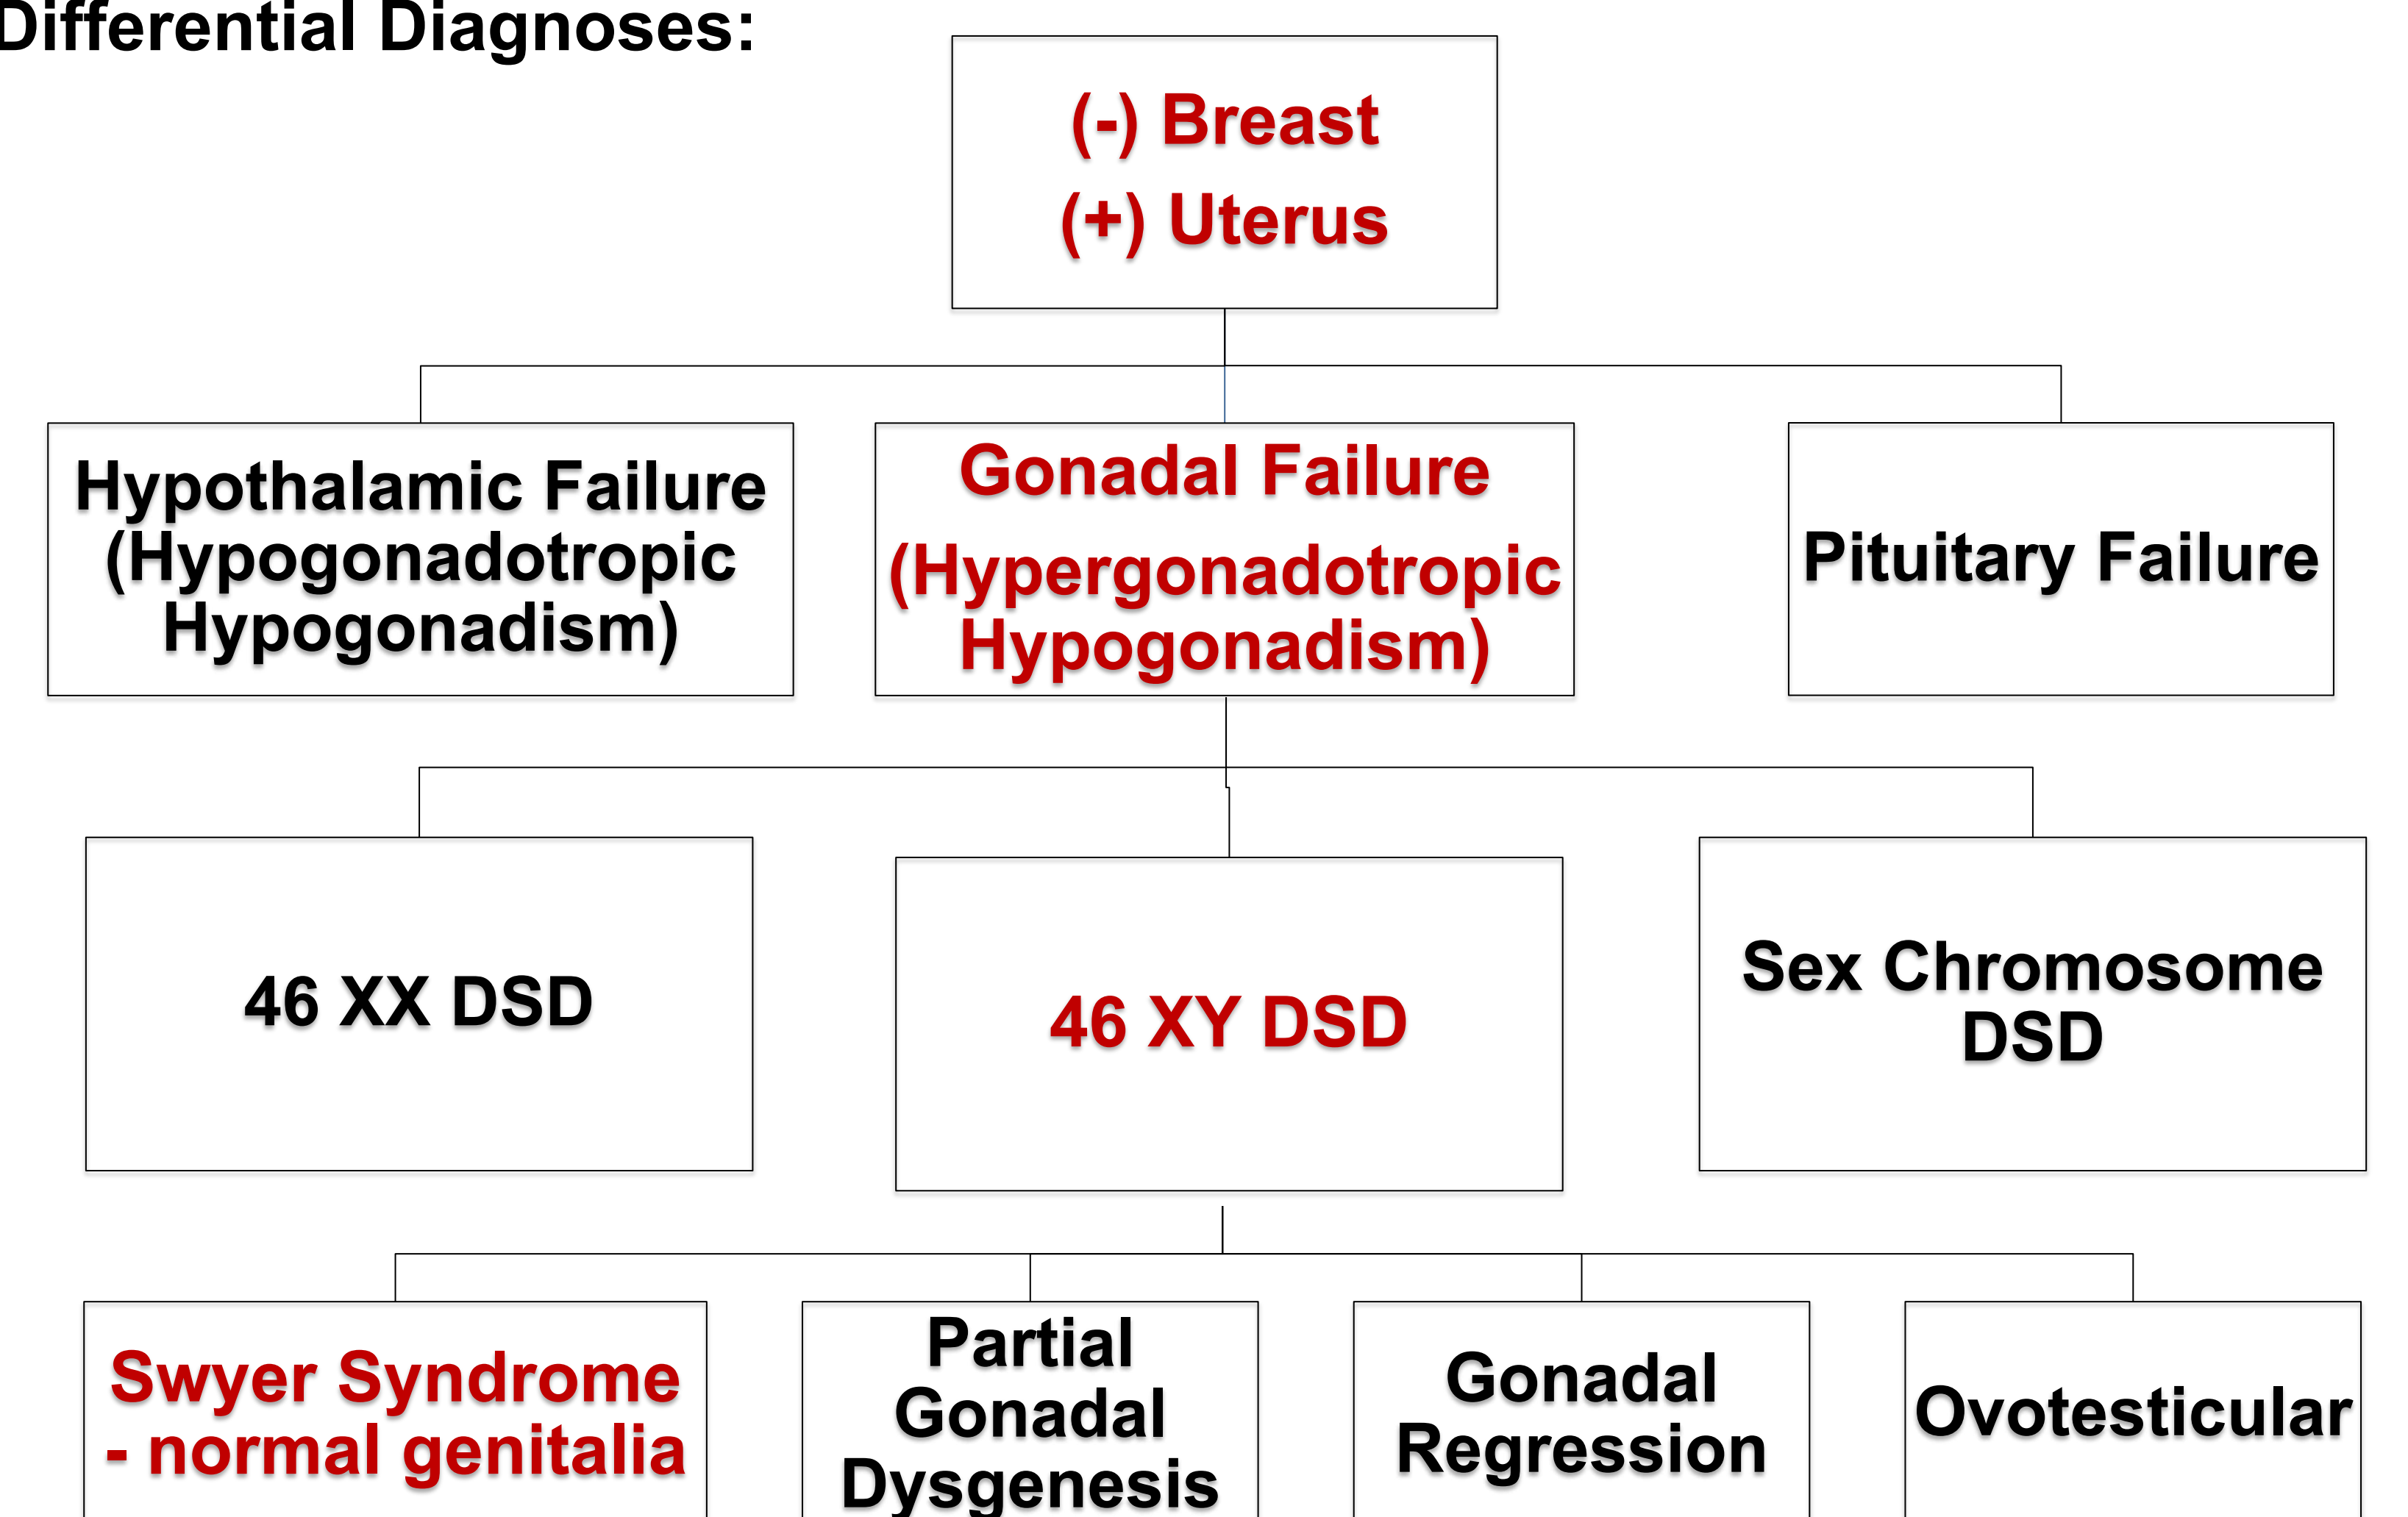 Differential Diagnoses:
(-) Breast
(+) Uterus
Hypothalamic Failure
(Hypogonadotropic
Hypogonadism)
Gonadal Failure
(Hypergonadotropic
Hypogonadism)
Pituitary Failure
46 XX DSD
46 XY DSD
Sex Chromosome
DSD
Swyer Syndrome
- normal genitalia
Partial
Gonadal
Dysgenesis
Gonadal
Regression
Ovotesticular